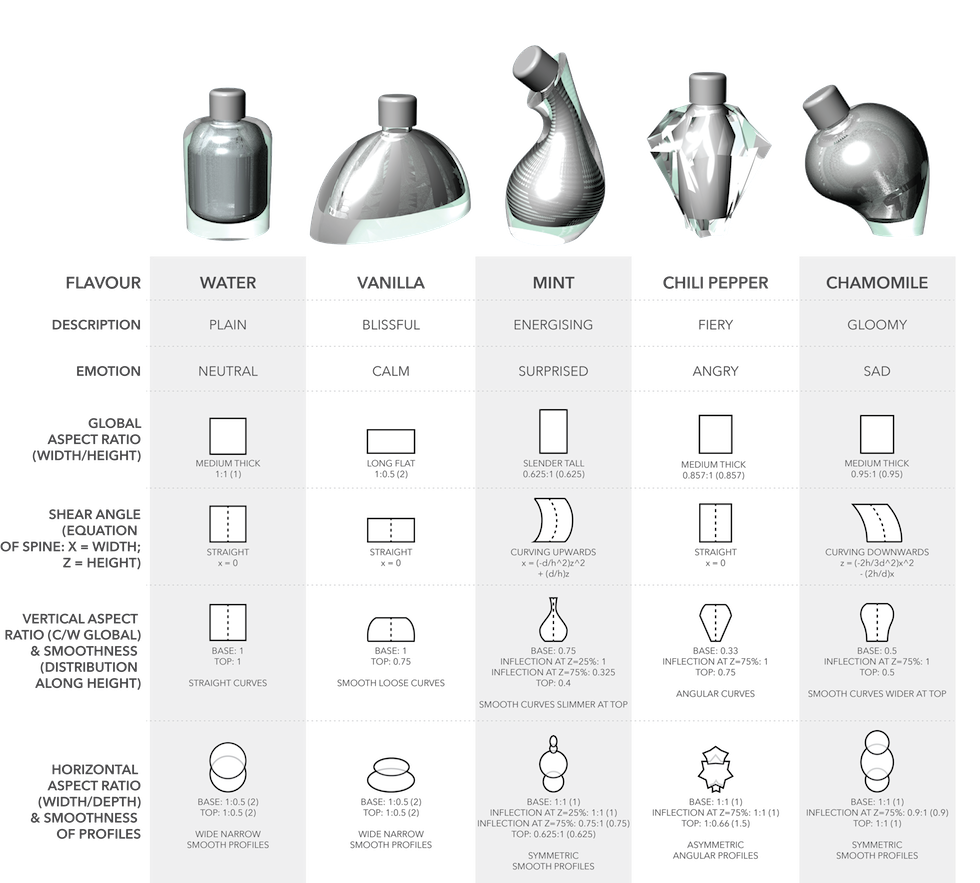 FLAVOUR WATER VANILLA MINT CHILI PEPPER CHAMOMILE
DESCRIPTION PLAIN BLISSFUL ENERGISING FIERY GLOOMY
EMOTION NEUTRAL CALM SURPRISED ANGRY SAD
GLOBAL
ASPECT RATIO
(WIDTH/HEIGHT)
MEDIUM THICK
1:1 (1)
LONG FLAT
1:0.5 (2)
SLENDER TALL
0.625:1 (0.625)
MEDIUM THICK
0.857:1 (0.857)
MEDIUM THICK
0.95:1 (0.95)
SHEAR ANGLE
(EQUATION
OF SPINE: X = WIDTH;
Z = HEIGHT)
STRAIGHT
x = 0
STRAIGHT
x = 0
CURVING UPWARDS
x = (-d/h^2)z^2
+ (d/h)z
STRAIGHT
x = 0
CURVING DOWNWARDS
z = (-2h/3d^2)x^2
- (2h/d)x
VERTICAL ASPECT
RATIO (C/W GLOBAL)
& SMOOTHNESS
(DISTRIBUTION
ALONG HEIGHT)
BASE: 1
TOP: 1
STRAIGHT CURVES
BASE: 1
TOP: 0.75
SMOOTH LOOSE CURVES
BASE: 0.75
INFLECTION AT Z=25%: 1
INFLECTION AT Z=75%: 0.325
TOP: 0.4
SMOOTH CURVES SLIMMER AT TOP
BASE: 0.33
INFLECTION AT Z=75%: 1
TOP: 0.75
ANGULAR CURVES
BASE: 0.5
INFLECTION AT Z=75%: 1
TOP: 0.5
SMOOTH CURVES WIDER AT TOP
HORIZONTAL
ASPECT RATIO
(WIDTH/DEPTH)
& SMOOTHNESS
OF PROFILES
BASE: 1:0.5 (2)
TOP: 1:0.5 (2)
WIDE NARROW
SMOOTH PROFILES
BASE: 1:0.5 (2)
TOP: 1:0.5 (2)
WIDE NARROW
SMOOTH PROFILES
BASE: 1:1 (1)
INFLECTION AT Z=25%: 1:1 (1)
INFLECTION AT Z=75%: 0.75:1 (0.75)
TOP: 0.625:1 (0.625)
SYMMETRIC
SMOOTH PROFILES
BASE: 1:1 (1)
INFLECTION AT Z=75%: 1:1 (1)
TOP: 1:0.66 (1.5)
ASYMMETRIC
ANGULAR PROFILES
BASE: 1:1 (1)
INFLECTION AT Z=75%: 0.9:1 (0.9)
TOP: 1:1 (1)
SYMMETRIC
SMOOTH PROFILES